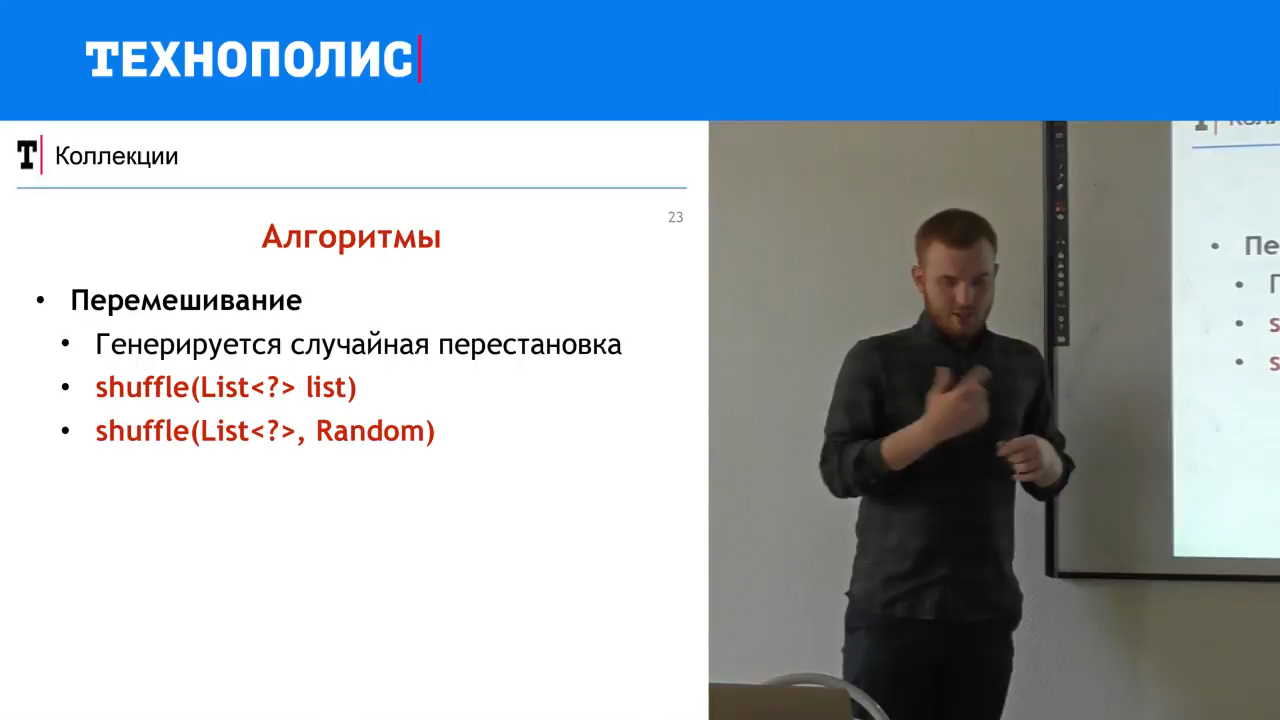 ТЕХНОПОЛИС
Т Коллекции
23
Алгоритмы
• Перемешивание
• Генерируется случайная перестановка
• shuffle(List<?> list)
• shuffle(List<?>, Random)